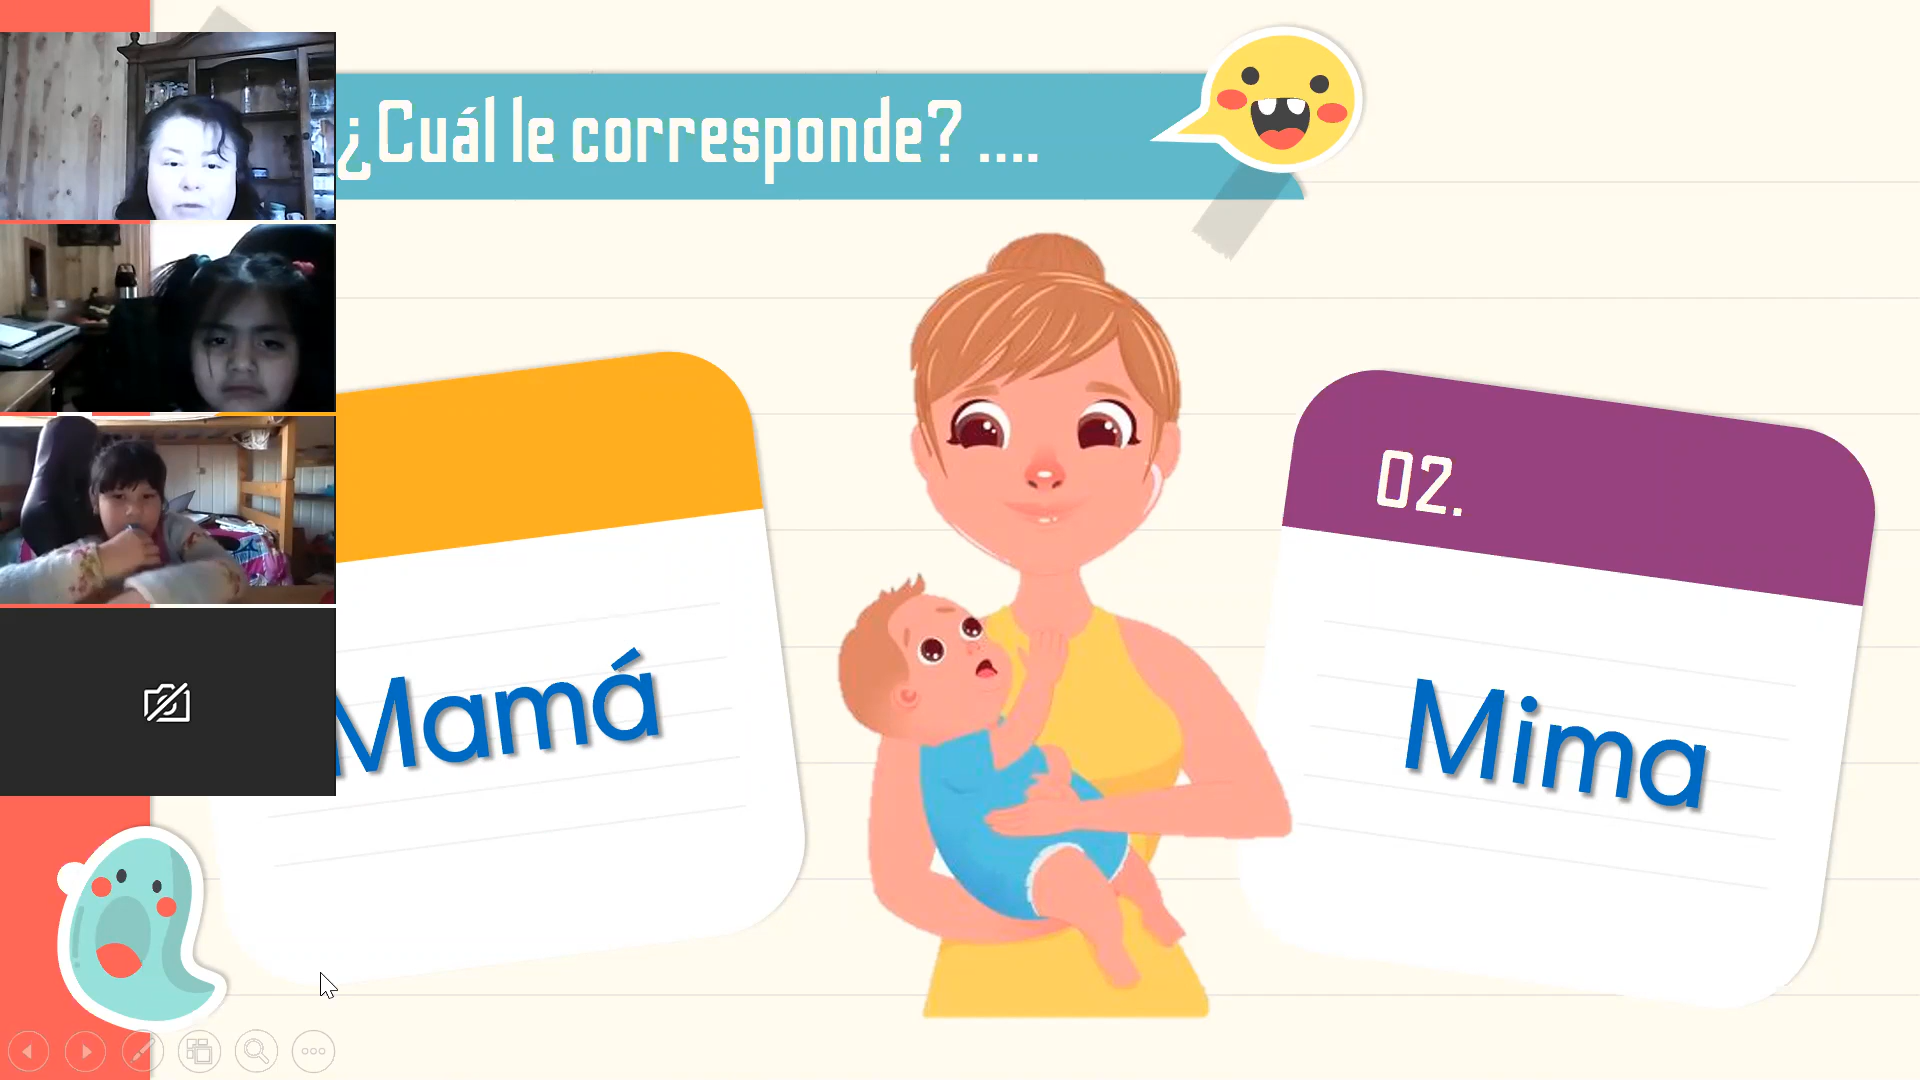 ¿Cuál le corresponde? ....
Mamá
02.
Mima